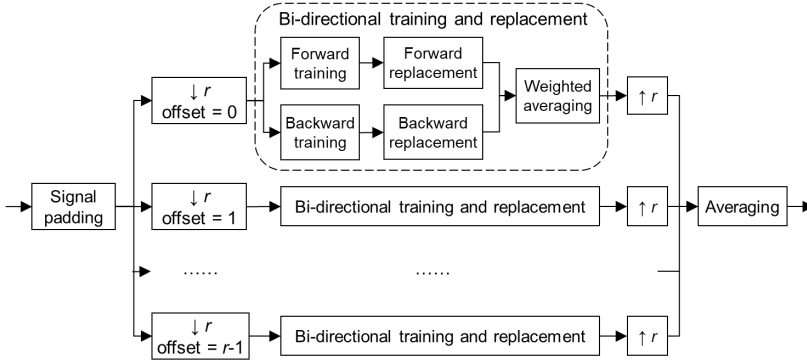 Bi-directional training and replacement
Forward
training
Forward
replacement
Weighted
averaging
Backward
training
Backward
replacement
↓ r
offset = 0
↑ r
Signal
padding
↓ r
offset = 1
Bi-directional training and replacement
↑ r
Averaging
......
......
↓ r
offset = r-1
Bi-directional training and replacement
↑ r